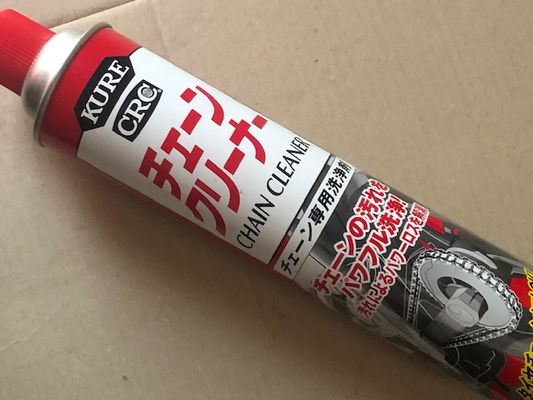 KURE
CRC
チェーン
クリーナー
CHAIN CLEANER
チェーン専用洗浄剤
チェーンの汚れを
パワフル洗浄!
汚れによるパワーロスを